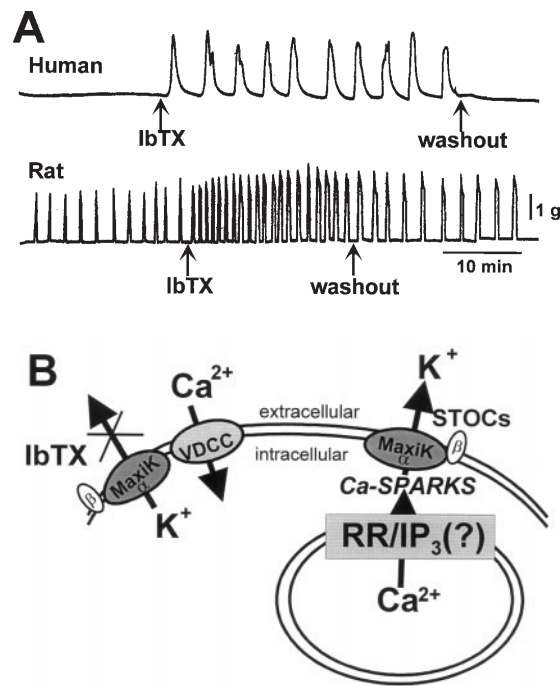 A
Human
IbTX
washout
Rat
1 g
IbTX
washout
10 min
B
Ca2+
K+
extracellular
STOCs
IbTX
VDCC
intracellular
MaxiK
α
β
MaxiK
α
β
K+
Ca-SPARKS
RR/IP3(?)
Ca2+